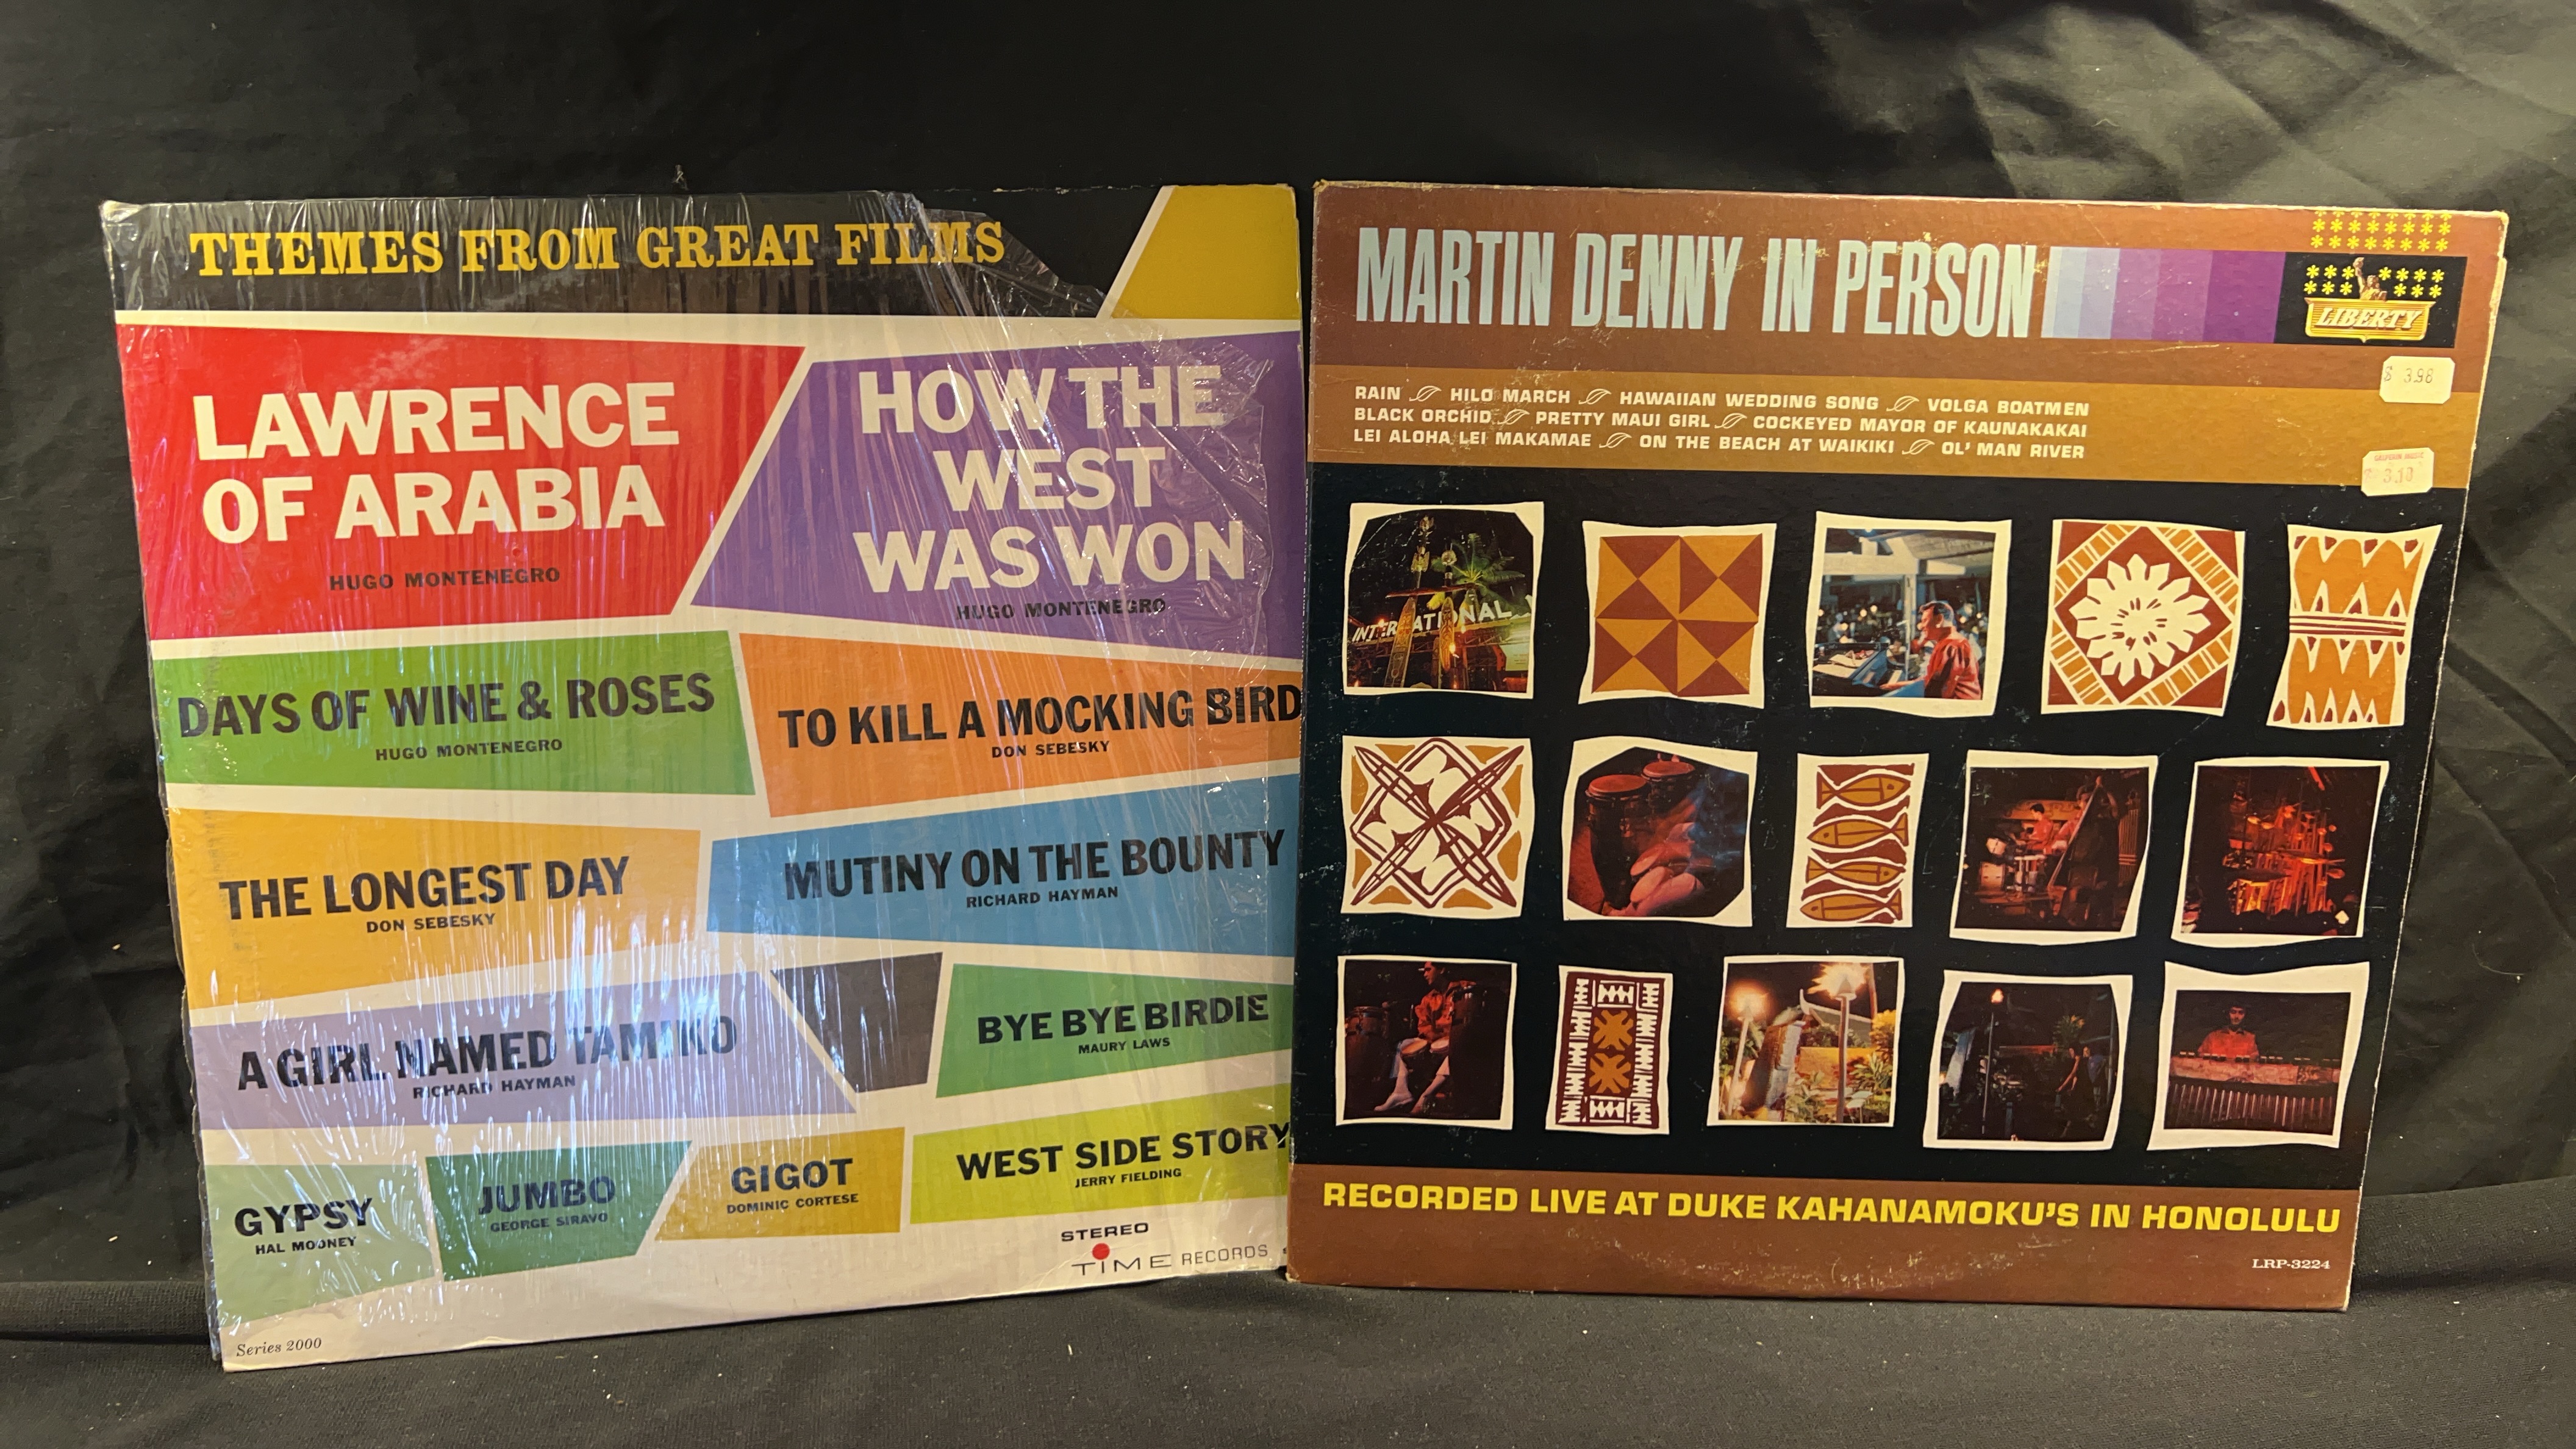 THEMES FROM GREAT FILMS
LAWRENCE
OF ARABIA
HUGO MONTENEGRO
HOW THE
WEST
WAS WON
HUGO MONTENEGRO
DAYS OF WINE & ROSES
HUGO MONTENEGRO
TO KILL A MOCKING BIRD
DON SEBESKY
THE LONGEST DAY
DON SEBESKY
MUTINY ON THE BOUNTY
RICHARD HAYMAN
A GIRL NAMED TAMIKO
RICHARD HAYMAN
BYE BYE BIRDIE
MAURY LAWS
GYPSY
HAL MOONEY
JUMBO
GEORGE SIRAVO
GIGOT
DOMINIC CORTESE
WEST SIDE STORY
JERRY FIELDING
STEREO
TIME RECORDS
Series 2000
MARTIN DENNY IN PERSON
LIBERTY
$ 3.98
RAIN HILO MARCH HAWAIIAN WEDDING SONG VOLGA BOATMEN
BLACK ORCHID PRETTY MAUI GIRL COCKEYED MAYOR OF KAUNAKAKAI
LEI ALOHA LEI MAKAMAE ON THE BEACH AT WAIKIKI OL' MAN RIVER
3.18
INTERNATIONAL
RECORDED LIVE AT DUKE KAHANAMOKU'S IN HONOLULU
LRP-3224